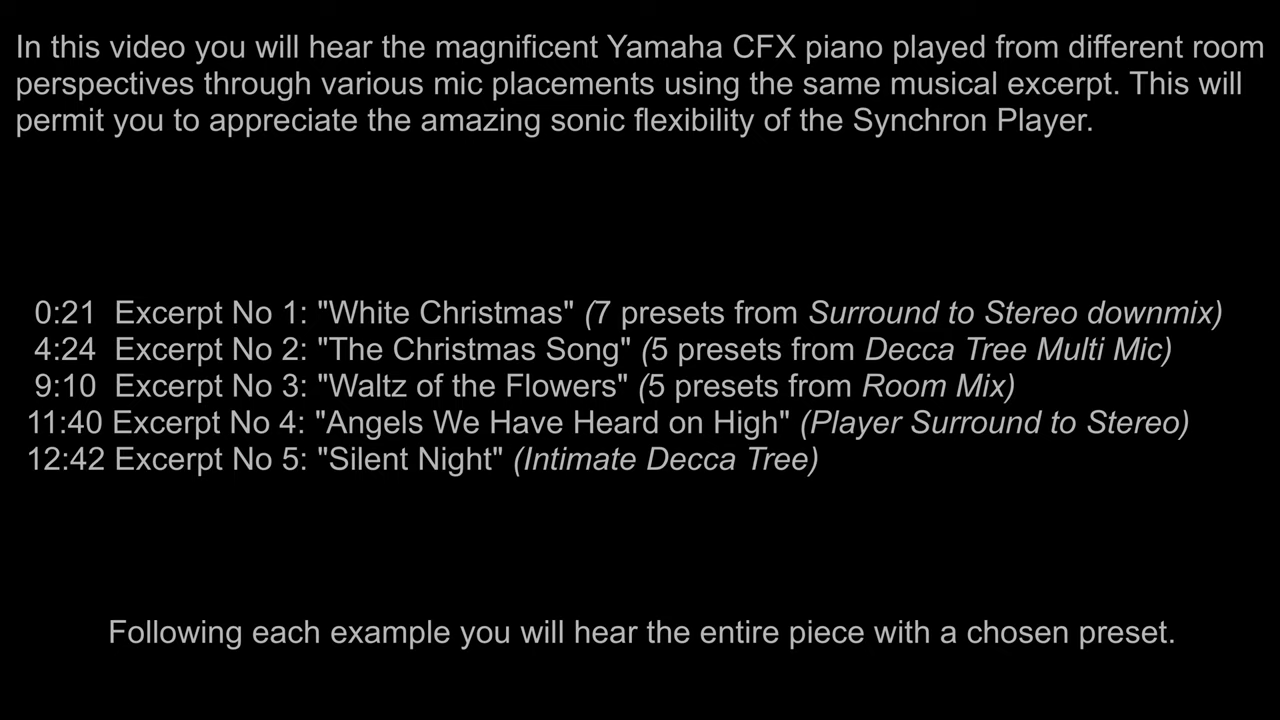 In this video you will hear the magnificent Yamaha CFX piano played from different room
perspectives through various mic placements using the same musical excerpt. This will
permit you to appreciate the amazing sonic flexibility of the Synchron Player.
0:21 Excerpt No 1: "White Christmas" (7 presets from Surround to Stereo downmix)
4:24 Excerpt No 2: "The Christmas Song" (5 presets from Decca Tree Multi Mic)
9:10 Excerpt No 3: "Waltz of the Flowers" (5 presets from Room Mix)
11:40 Excerpt No 4: "Angels We Have Heard on High" (Player Surround to Stereo)
12:42 Excerpt No 5: "Silent Night" (Intimate Decca Tree)
Following each example you will hear the entire piece with a chosen preset.